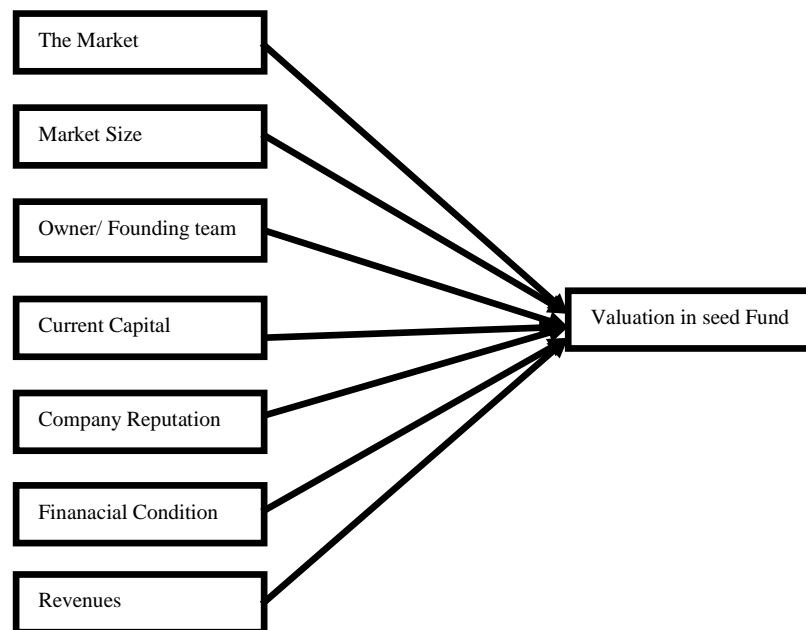 The Market
Market Size
Owner/ Founding team
Current Capital
Valuation in seed Fund
Company Reputation
Finanacial Condition
Revenues